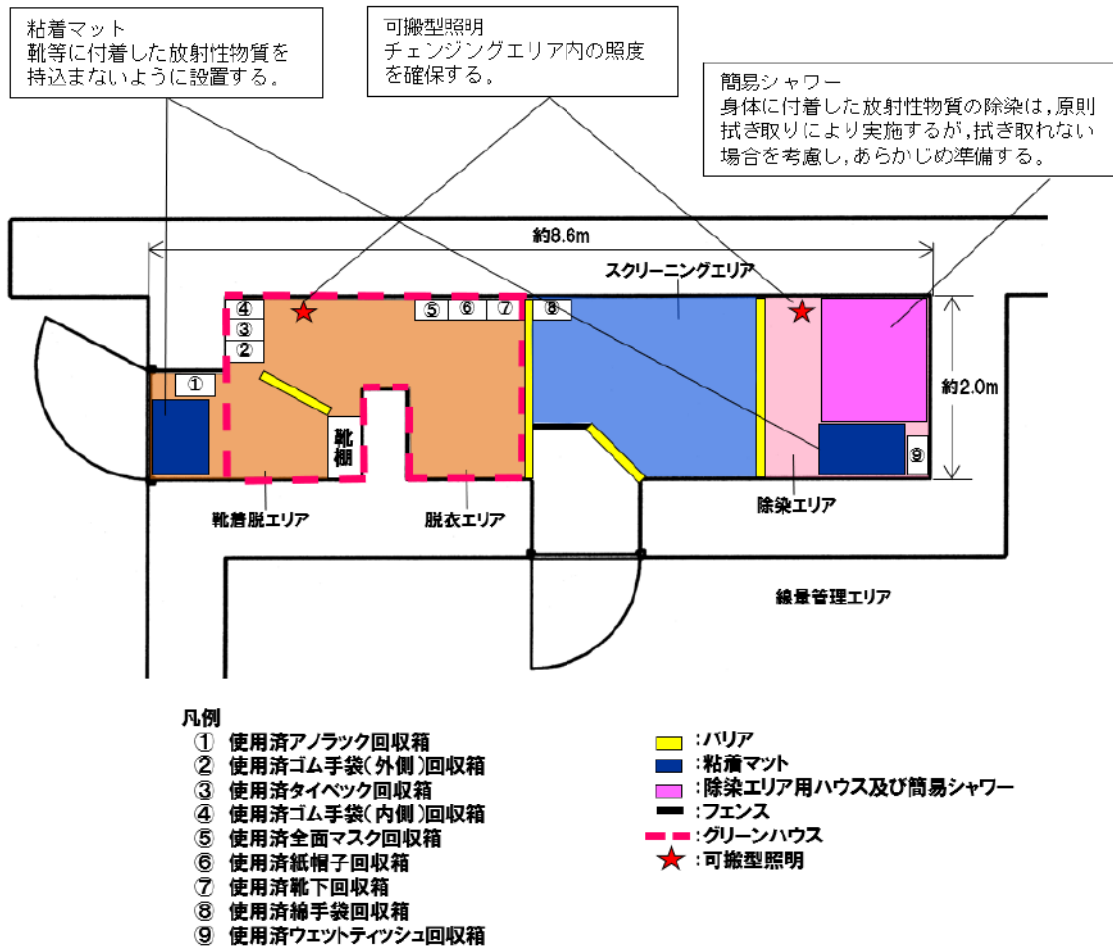 粘着マット
靴等に付着した放射性物質を
持込まないように設置する。
可搬型照明
チェンジングエリア内の照度
を確保する。
簡易シャワー
身体に付着した放射性物質の除染は,原則
拭き取りにより実施するが,拭き取れない
場合を考慮し,あらかじめ準備する。
約8.6m
スクリーニングエリア
④
③
②
①
⑤
⑥
⑦
⑧
約2.0m
⑨
靴棚
靴着脱エリア
脱衣エリア
除染エリア
線量管理エリア
凡例
① 使用済アノラック回収箱
② 使用済ゴム手袋(外側)回収箱
③ 使用済タイベック回収箱
④ 使用済ゴム手袋(内側)回収箱
⑤ 使用済全面マスク回収箱
⑥ 使用済紙帽子回収箱
⑦ 使用済靴下回収箱
⑧ 使用済綿手袋回収箱
⑨ 使用済ウェットティッシュ回収箱
:バリア
:粘着マット
:除染エリア用ハウス及び簡易シャワー
:フェンス
:グリーンハウス
:可搬型照明